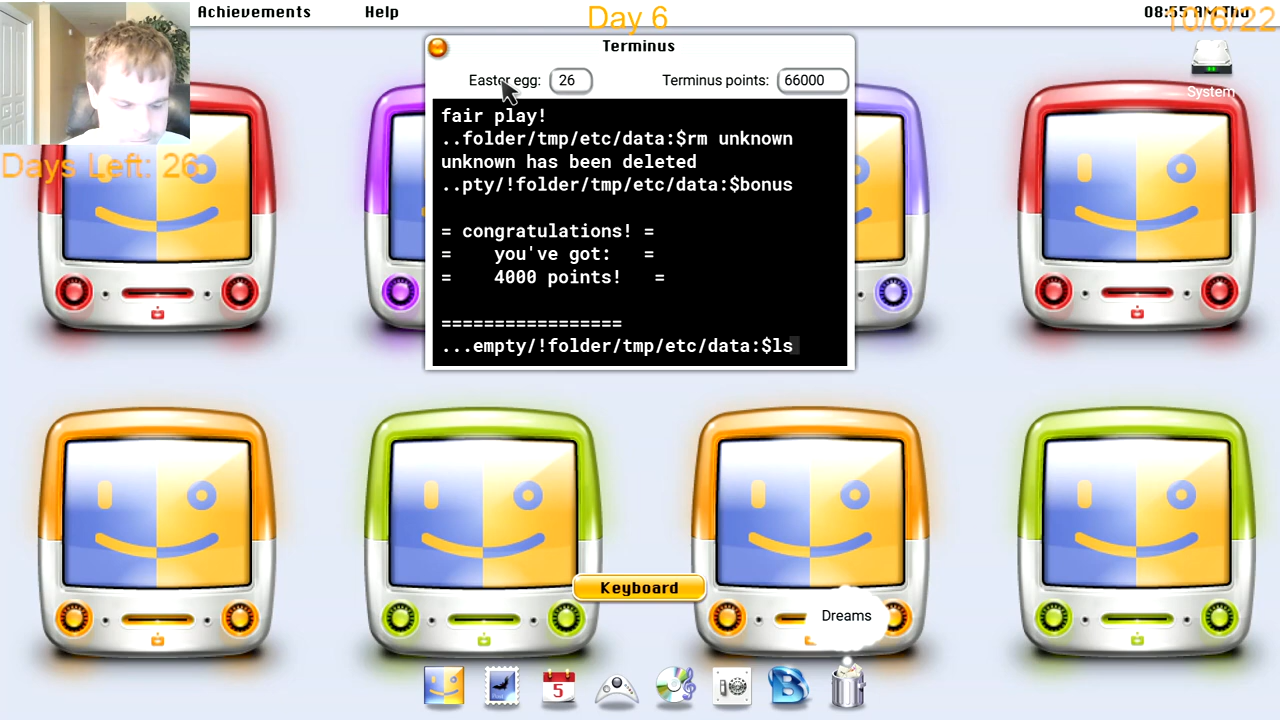 Achievements Help Day 6 08:55 AM Thu
10/6/22
Terminus
Easter egg: 26 Terminus points: 66000
System
Days Left: 26
fair play!
..folder/tmp/etc/data:$rm unknown
unknown has been deleted
..pty/!folder/tmp/etc/data:$bonus
= congratulations! =
= you've got: =
= 4000 points! =
=================
...empty/!folder/tmp/etc/data:$ls
Keyboard
Dreams
5
B